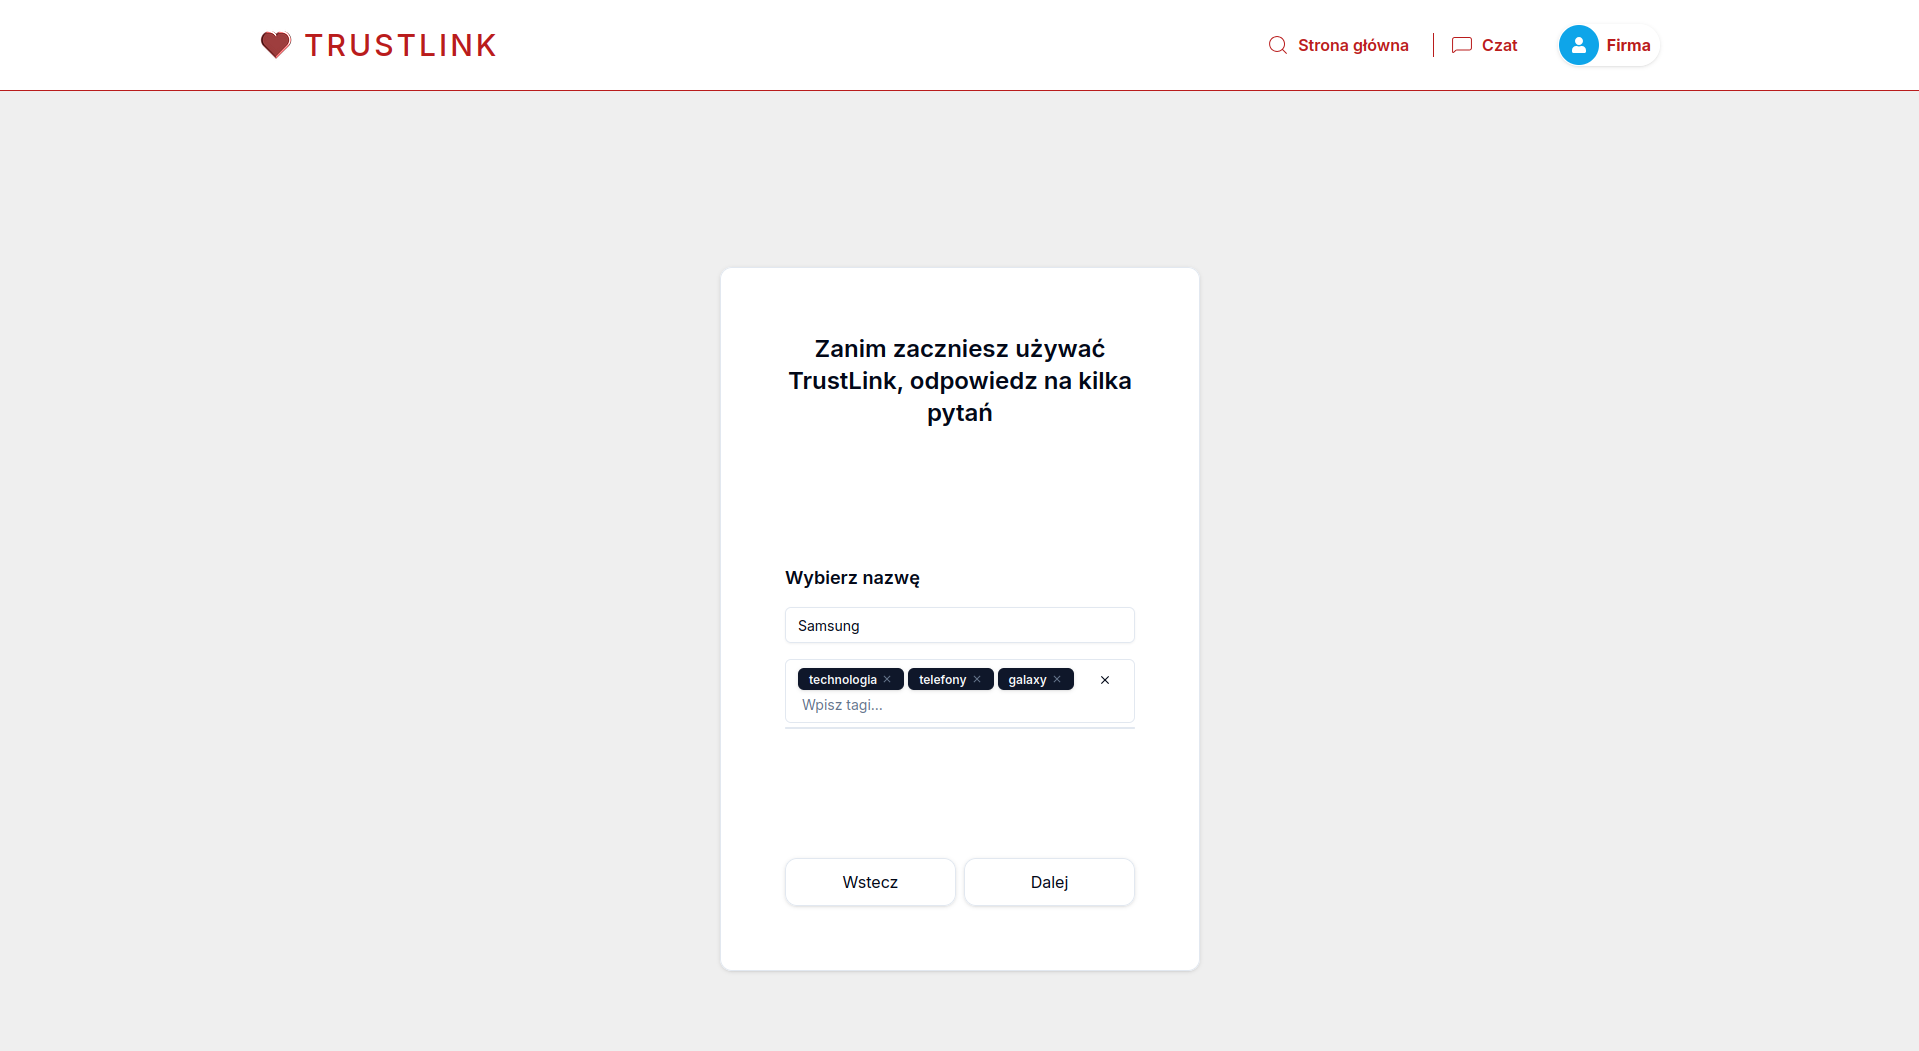 TRUSTLINK
Strona główna
Czat
Firma
Zanim zaczniesz używać
TrustLink, odpowiedz na kilka
pytań
Wybierz nazwę
Samsung
technologia telefony galaxy
Wpisz tagi...
Wstecz
Dalej